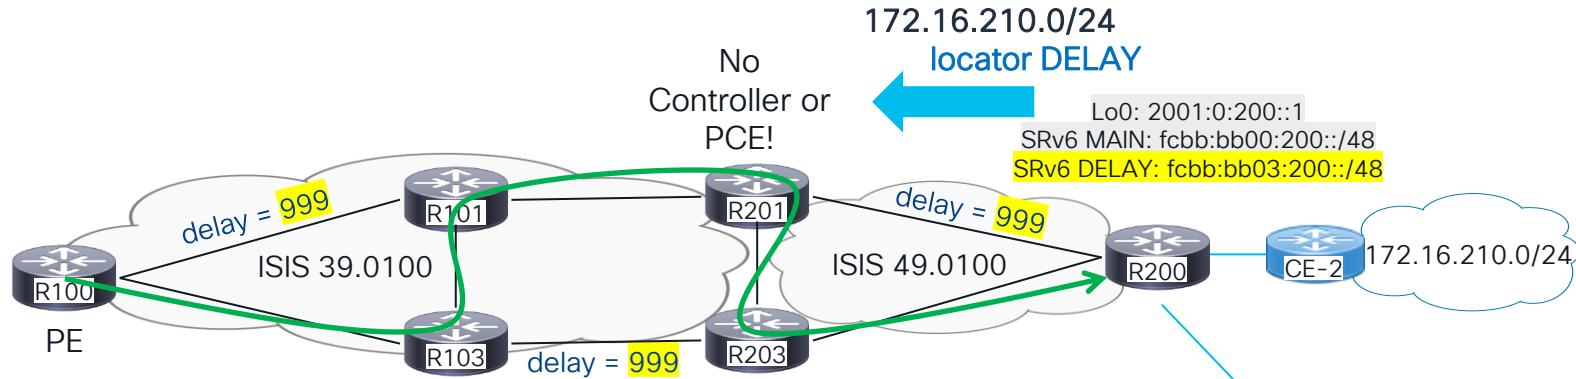 172.16.210.0/24
locator DELAY
No
Controller or
PCE!
Lo0: 2001:0:200::1
SRv6 MAIN: fcbb:bb00:200::/48
SRv6 DELAY: fcbb:bb03:200::/48
delay = 999
R101
R201
delay = 999
ISIS 39.0100
ISIS 49.0100
R100
R200
CE-2
172.16.210.0/24
PE
R103
delay = 999
R203